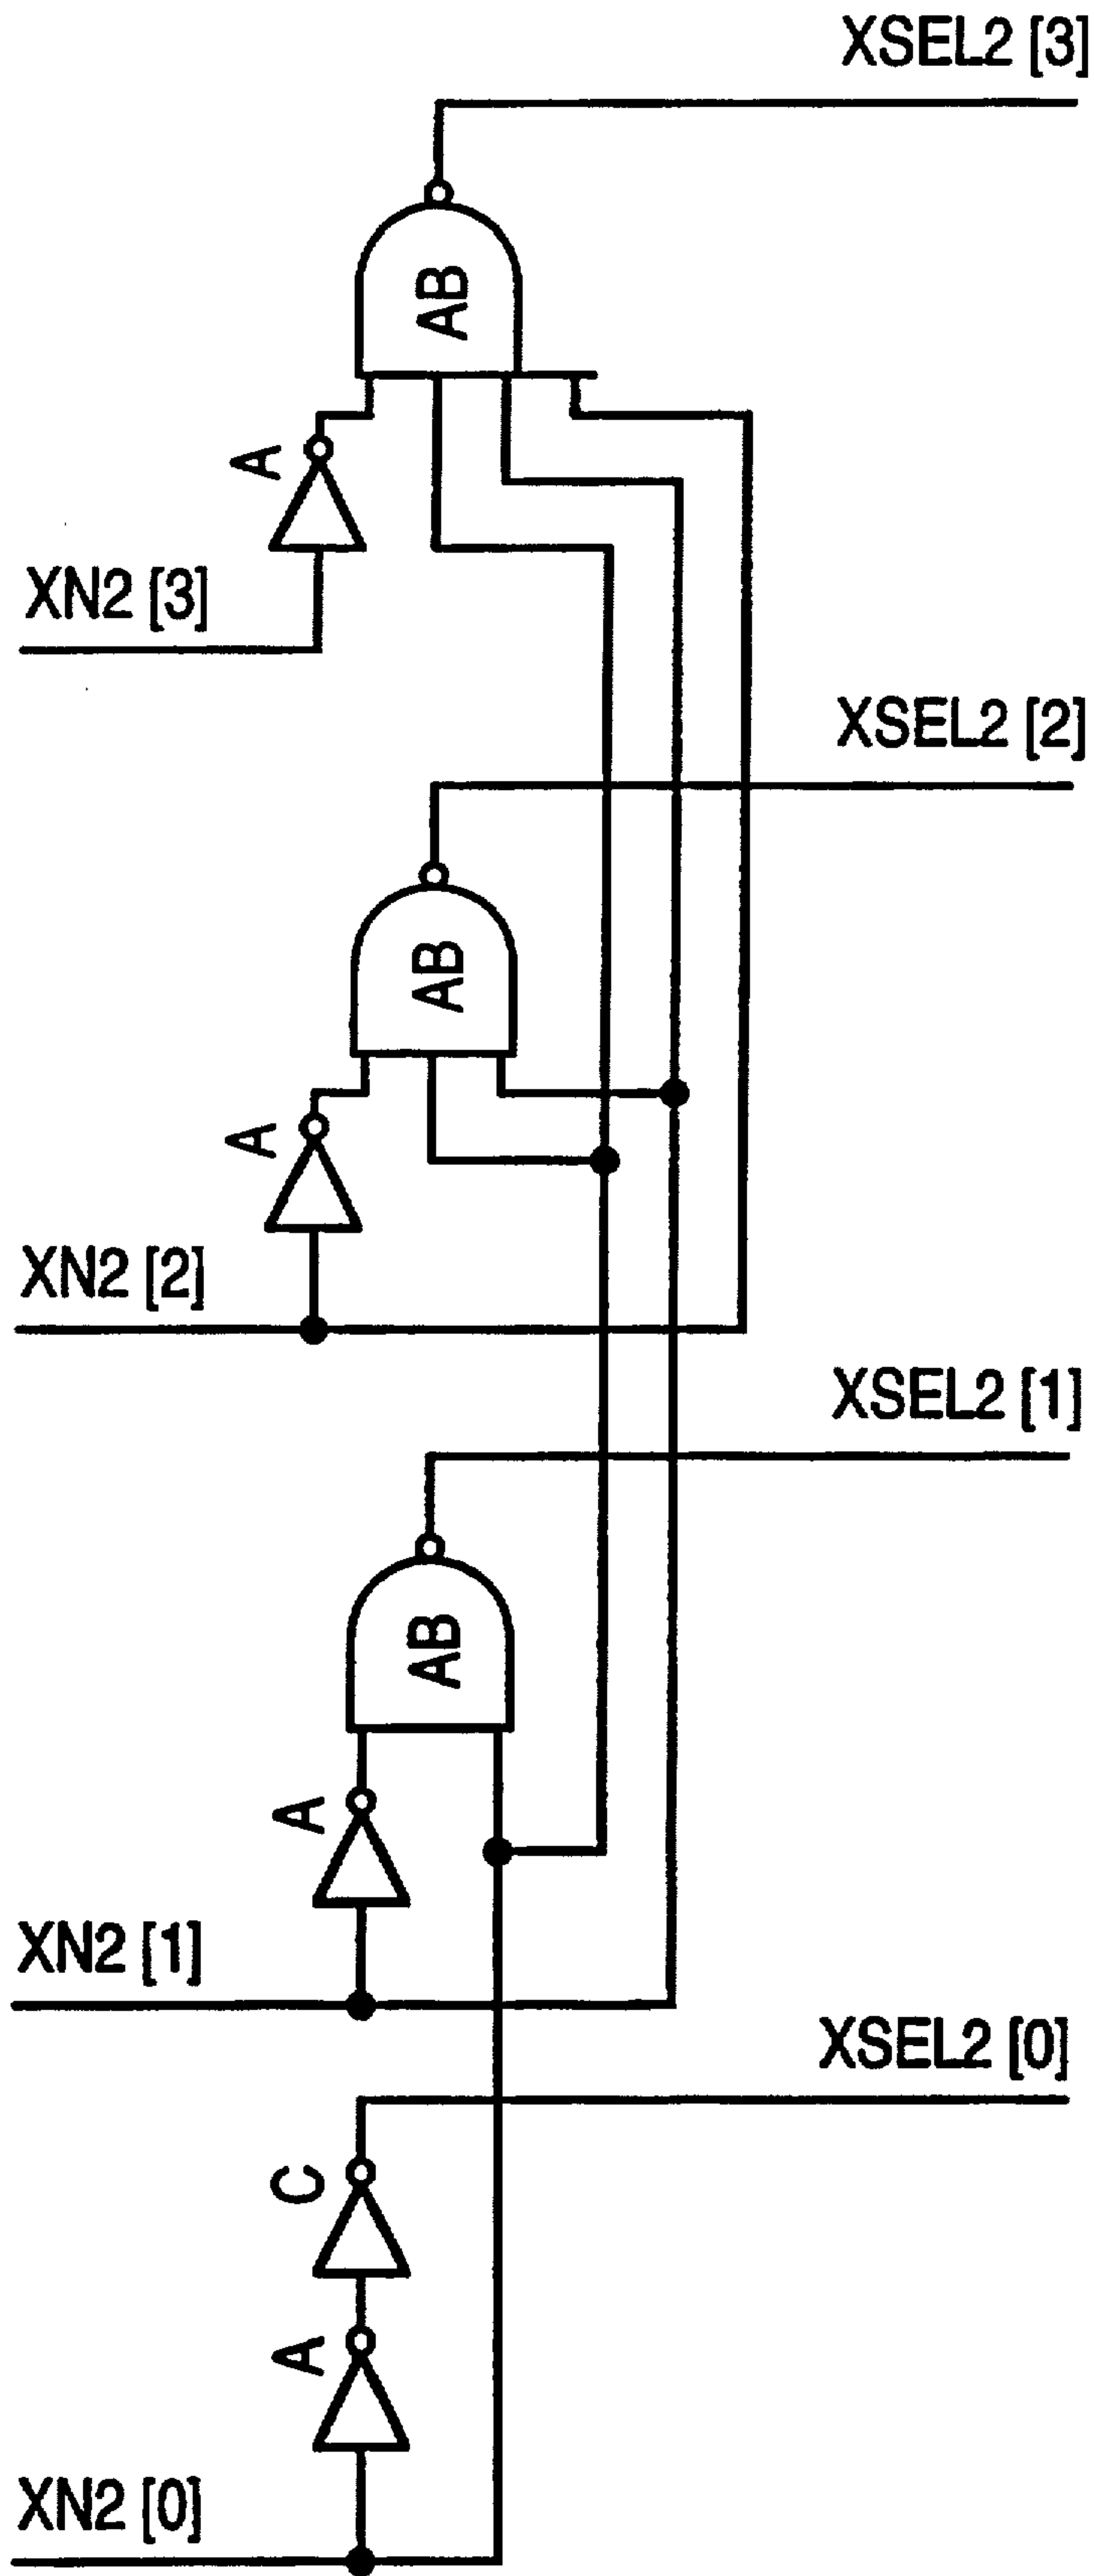 XSEL2 [3]
AB
A
XN2 [3]
XSEL2 [2]
AB
A
XN2 [2]
XSEL2 [1]
AB
A
XN2 [1]
XSEL2 [0]
C
A
XN2 [0]